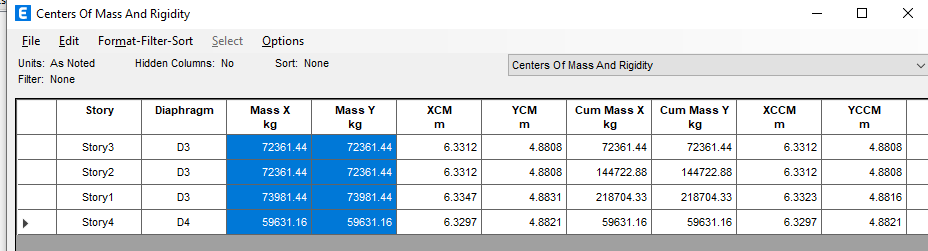 E Centers Of Mass And Rigidity
File Edit Format-Filter-Sort Select Options
Units: As Noted Hidden Columns: No Sort: None Centers Of Mass And Rigidity
Filter: None
Story Diaphragm Mass X kg Mass Y kg XCM m YCM m Cum Mass X kg Cum Mass Y kg XCCM m YCCM m
Story3 D3 72361.44 72361.44 6.3312 4.8808 72361.44 72361.44 6.3312 4.8808
Story2 D3 72361.44 72361.44 6.3312 4.8808 144722.88 144722.88 6.3312 4.8808
Story1 D3 73981.44 73981.44 6.3347 4.8831 218704.33 218704.33 6.3323 4.8816
Story4 D4 59631.16 59631.16 6.3297 4.8821 59631.16 59631.16 6.3297 4.8821